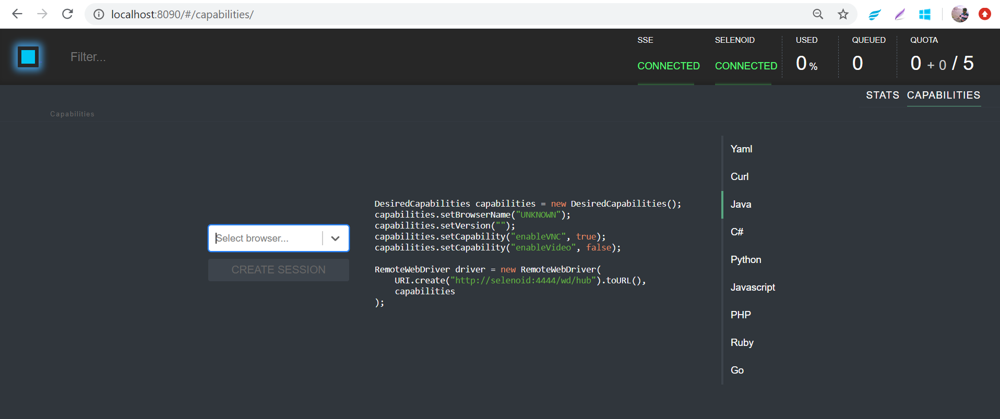 localhost:8090/#/capabilities/
Filter...
SSE
CONNECTED
SELENOID
CONNECTED
USED
0 %
QUEUED
0
QUOTA
0 + 0 / 5
STATS CAPABILITIES
Capabilities
Select browser...
CREATE SESSION
DesiredCapabilities capabilities = new DesiredCapabilities();
capabilities.setBrowserName("UNKNOWN");
capabilities.setVersion("");
capabilities.setCapability("enableVNC", true);
capabilities.setCapability("enableVideo", false);
RemoteWebDriver driver = new RemoteWebDriver(
    URI.create("http://selenoid:4444/wd/hub").toURL(),
    capabilities
);
Yaml
Curl
Java
C#
Python
Javascript
PHP
Ruby
Go